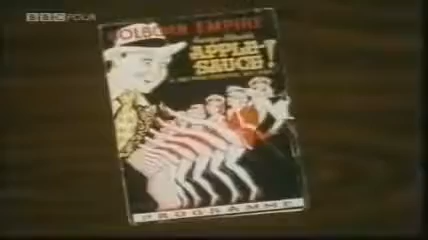 BBC FOUR
HOLBORN EMPIRE
APPLE-
SAUCE!
PROGRAMME